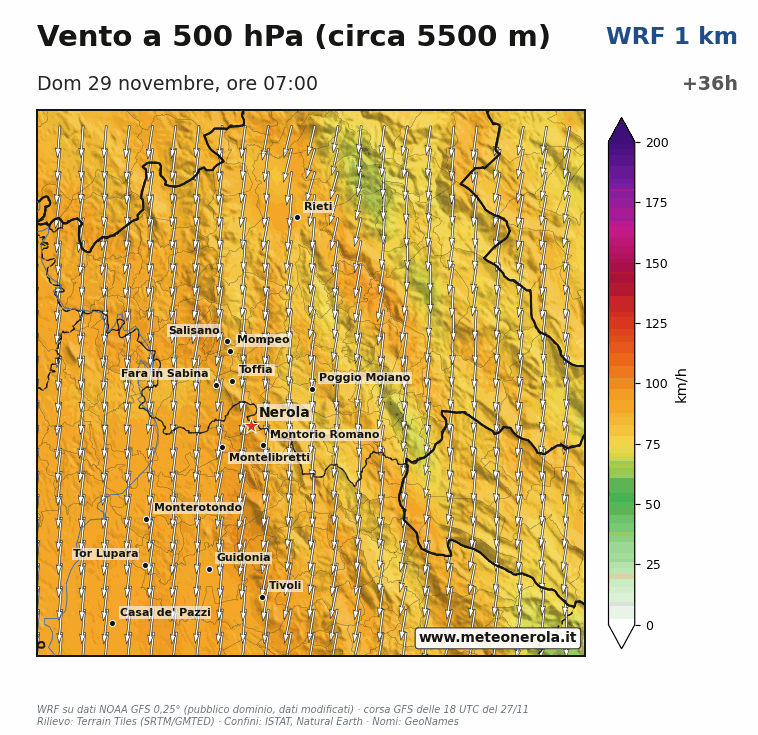 Vento a 500 hPa (circa 5500 m)
WRF 1 km
Dom 29 novembre, ore 07:00
+36h
Rieti
Salisano
Mompeo
Fara in Sabina
Toffia
Poggio Moiano
Nerola
Montorio Romano
Montelibretti
Monterotondo
Tor Lupara
Guidonia
Tivoli
Casal de' Pazzi
www.meteonerola.it
200
175
150
125
100
75
50
25
0
km/h
WRF su dati NOAA GFS 0,25° (pubblico dominio, dati modificati) · corsa GFS delle 18 UTC del 27/11
Rilievo: Terrain Tiles (SRTM/GMTED) · Confini: ISTAT, Natural Earth · Nomi: GeoNames